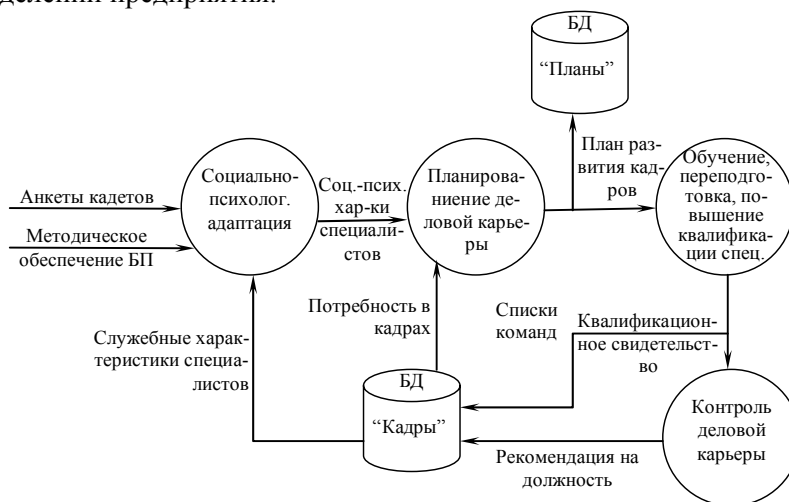 делений предприятия.
БД
“Планы”
Социально-
психолог.
адаптация
Анкеты кадетов
Методическое
обеспечение БП
Соц.-псих.
хар-ки
специали-
стов
Планирова-
ниение де-
ловой карье-
ры
План раз-
вития кад-
ров
Обучение,
переподго-
товка, по-
вышение
квалифика-
ции спец.
Служебные харак-
теристики специа-
листов
Потребность в
кадрах
Списки
команд
Квалификацион-
ное свидетельст-
во
БД
“Кадры”
Контроль
деловой
карьеры
Рекомендация на
должность